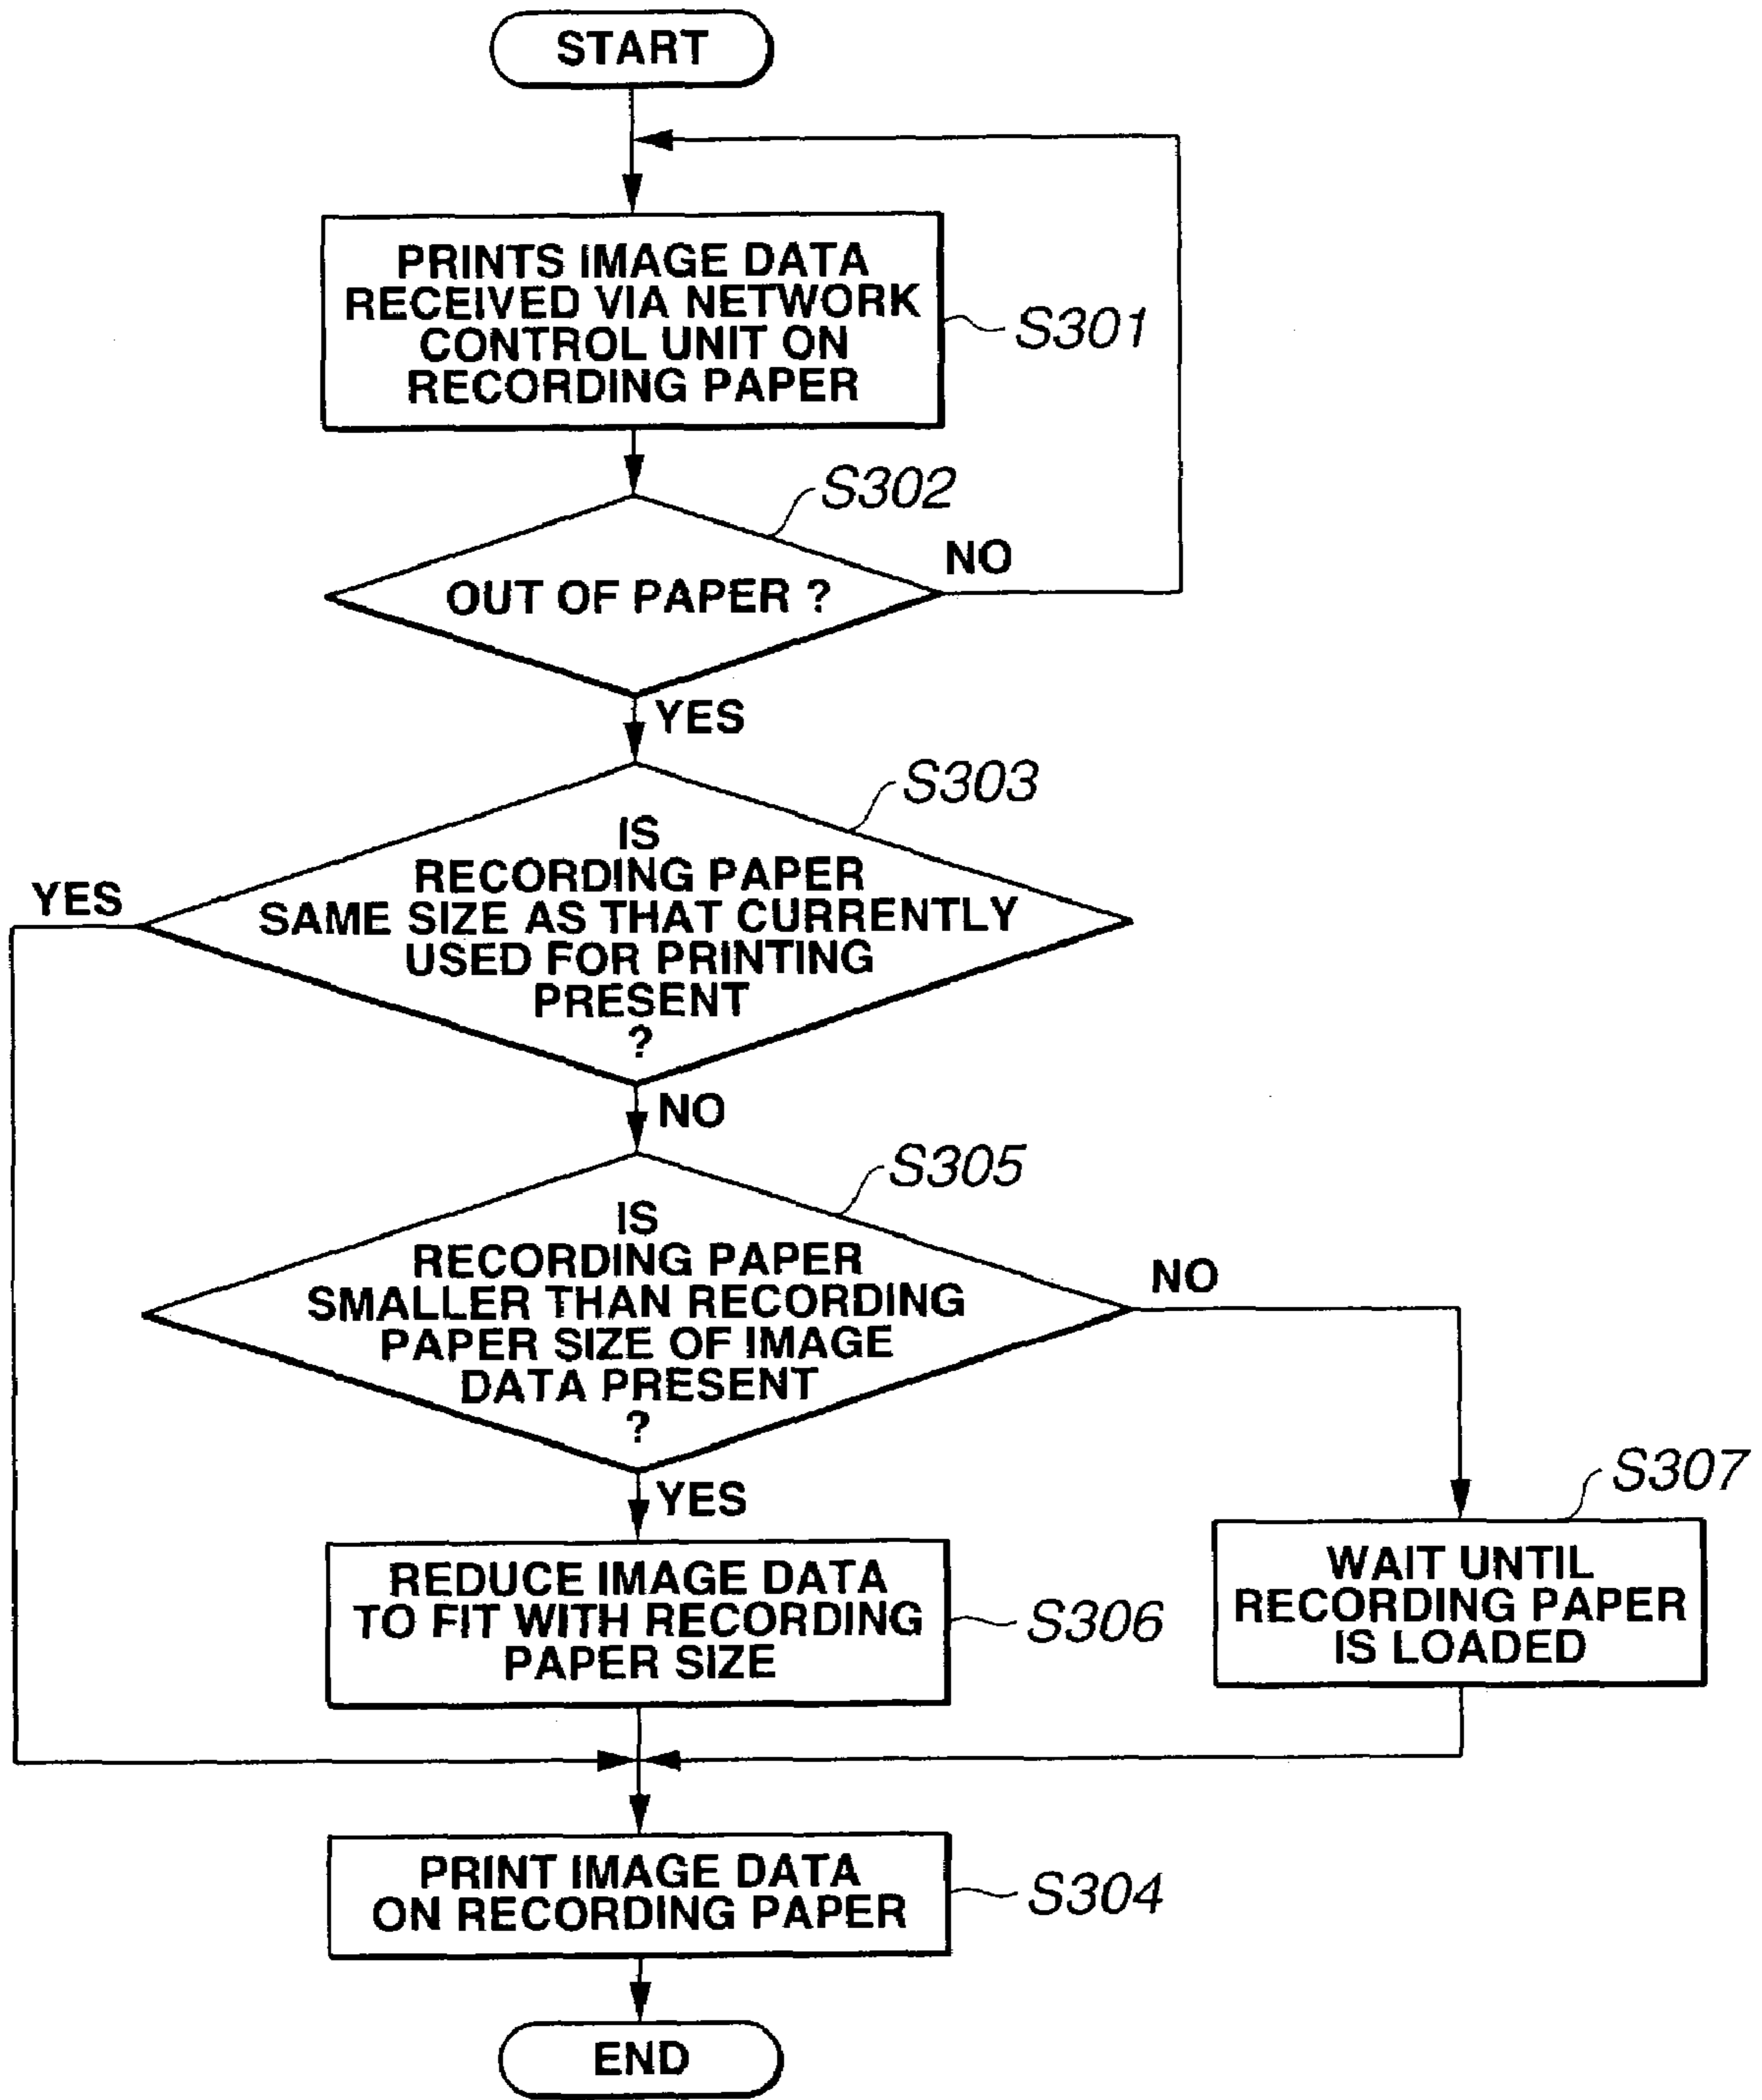 START
PRINTS IMAGE DATA
RECEIVED VIA NETWORK
CONTROL UNIT ON
RECORDING PAPER
S301
S302
OUT OF PAPER ?
NO
YES
S303
IS
RECORDING PAPER
SAME SIZE AS THAT CURRENTLY
USED FOR PRINTING
PRESENT
?
YES
NO
S305
IS
RECORDING PAPER
SMALLER THAN RECORDING
PAPER SIZE OF IMAGE
DATA PRESENT
?
NO
YES
S307
REDUCE IMAGE DATA
TO FIT WITH RECORDING
PAPER SIZE
S306
WAIT UNTIL
RECORDING PAPER
IS LOADED
PRINT IMAGE DATA
ON RECORDING PAPER
S304
END